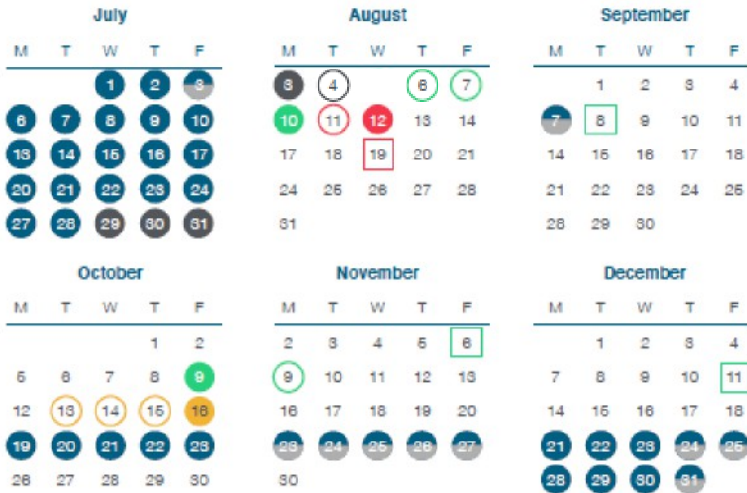 July
M T W T F
1 2 3
6 7 8 9 10
13 14 15 16 17
20 21 22 23 24
27 28 29 30 31
August
M T W T F
3 4 6 7
10 11 12 13 14
17 18 19 20 21
24 25 26 27 28
31
September
M T W T F
1 2 3 4
7 8 9 10 11
14 15 16 17 18
21 22 23 24 25
28 29 30
October
M T W T F
1 2
5 6 7 8 9
12 13 14 15 16
19 20 21 22 23
26 27 28 29 30
November
M T W T F
2 3 4 5 6
9 10 11 12 13
16 17 18 19 20
23 24 25 26 27
30
December
M T W T F
1 2 3 4
7 8 9 10 11
14 15 16 17 18
21 22 23 24 25
28 29 30 31